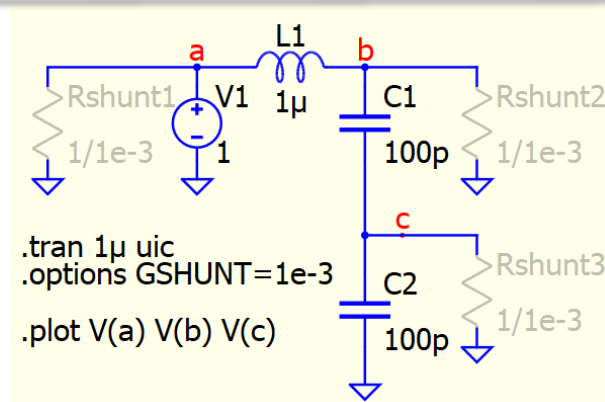 L1
a
b
Rshunt1
V1
1µ
C1
Rshunt2
1/1e-3
1
100p
1/1e-3
c
.tran 1µ uic
.options GSHUNT=1e-3
C2
Rshunt3
.plot V(a) V(b) V(c)
100p
1/1e-3